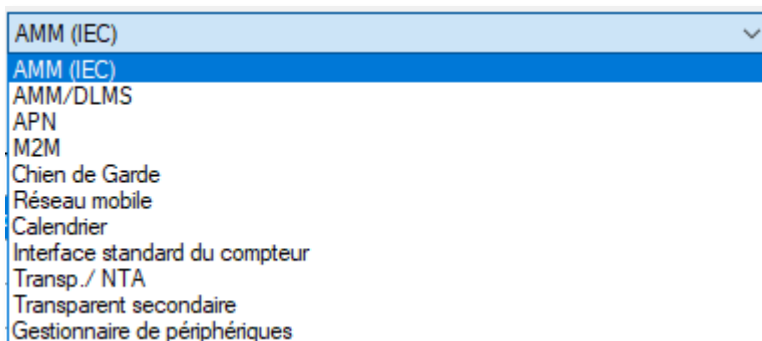 AMM (IEC)
AMM (IEC)
AMM/DLMS
APN
M2M
Chien de Garde
Réseau mobile
Calendrier
Interface standard du compteur
Transp./ NTA
Transparent secondaire
Gestionnaire de périphériques